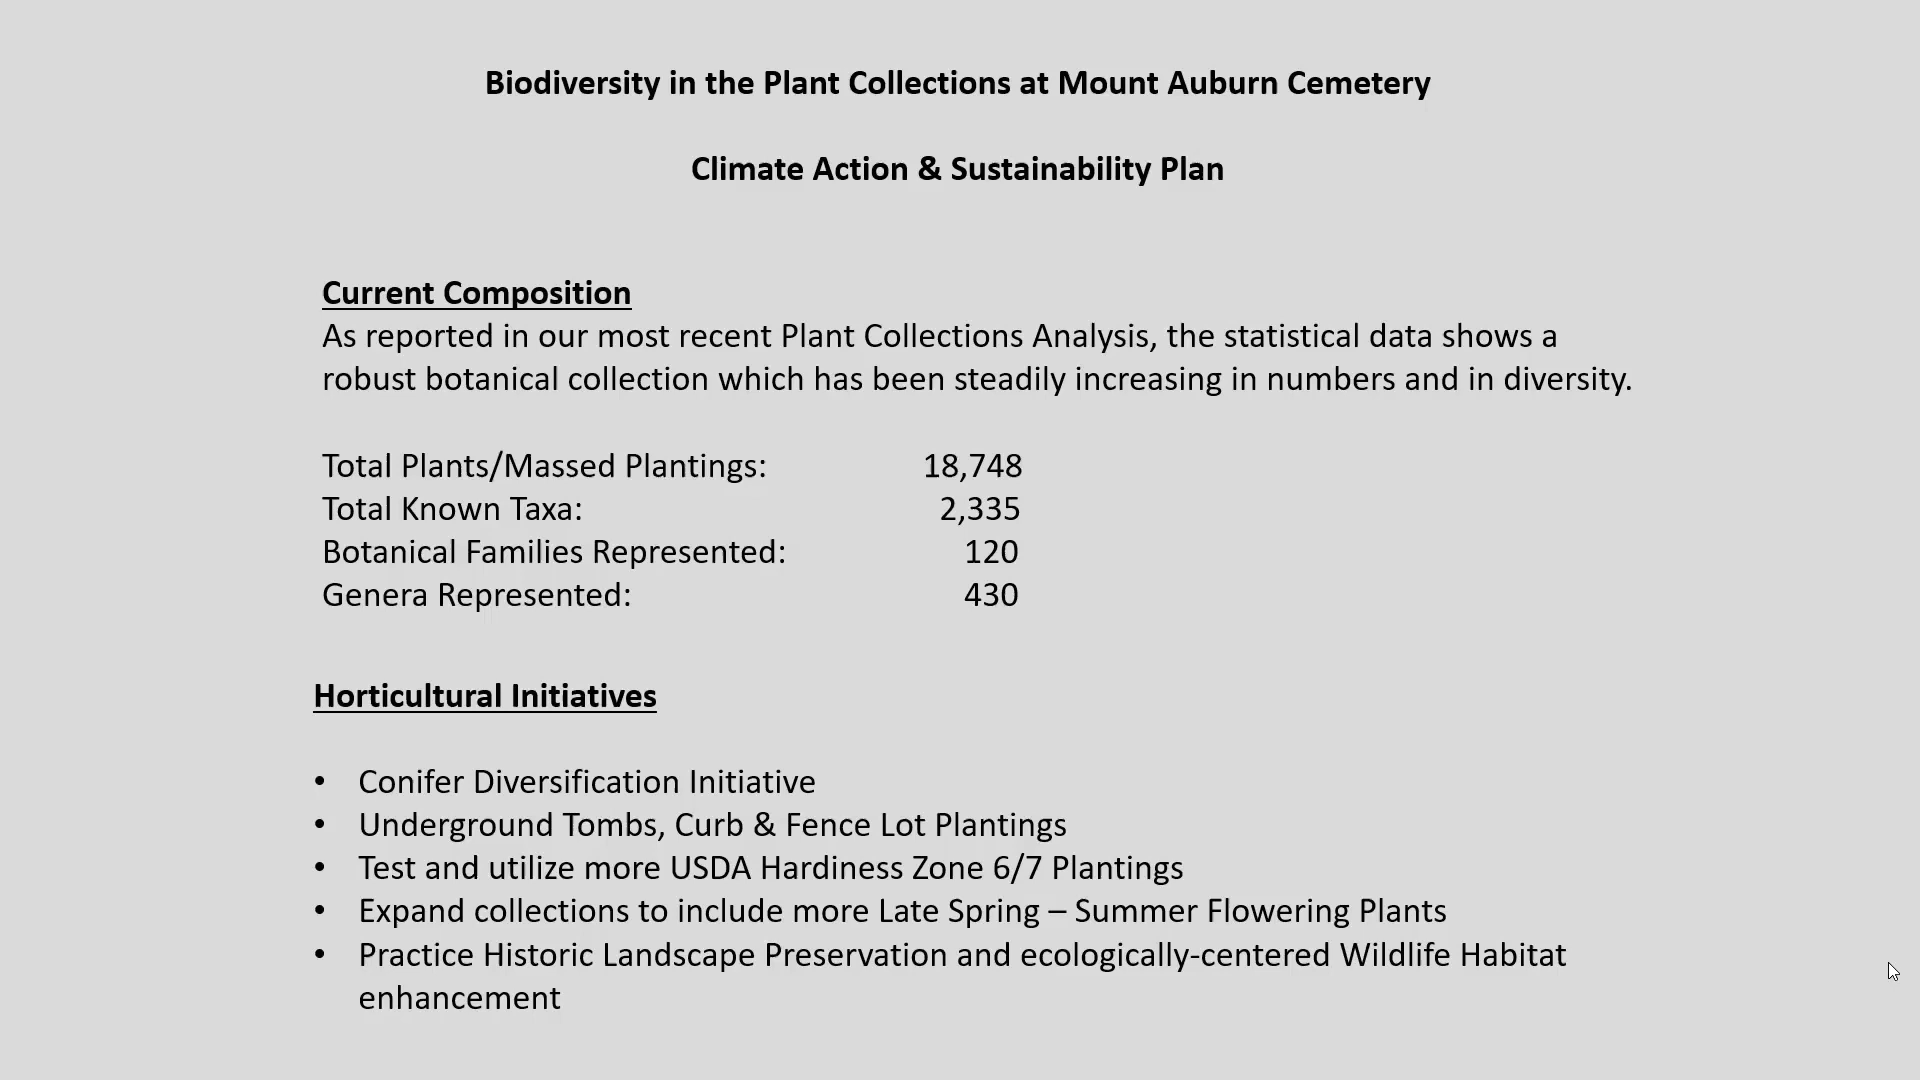 Biodiversity in the Plant Collections at Mount Auburn Cemetery
Climate Action & Sustainability Plan
Current Composition
As reported in our most recent Plant Collections Analysis, the statistical data shows a
robust botanical collection which has been steadily increasing in numbers and in diversity.
Total Plants/Massed Plantings: 18,748
Total Known Taxa: 2,335
Botanical Families Represented: 120
Genera Represented: 430
Horticultural Initiatives
• Conifer Diversification Initiative
• Underground Tombs, Curb & Fence Lot Plantings
• Test and utilize more USDA Hardiness Zone 6/7 Plantings
• Expand collections to include more Late Spring – Summer Flowering Plants
• Practice Historic Landscape Preservation and ecologically-centered Wildlife Habitat
enhancement